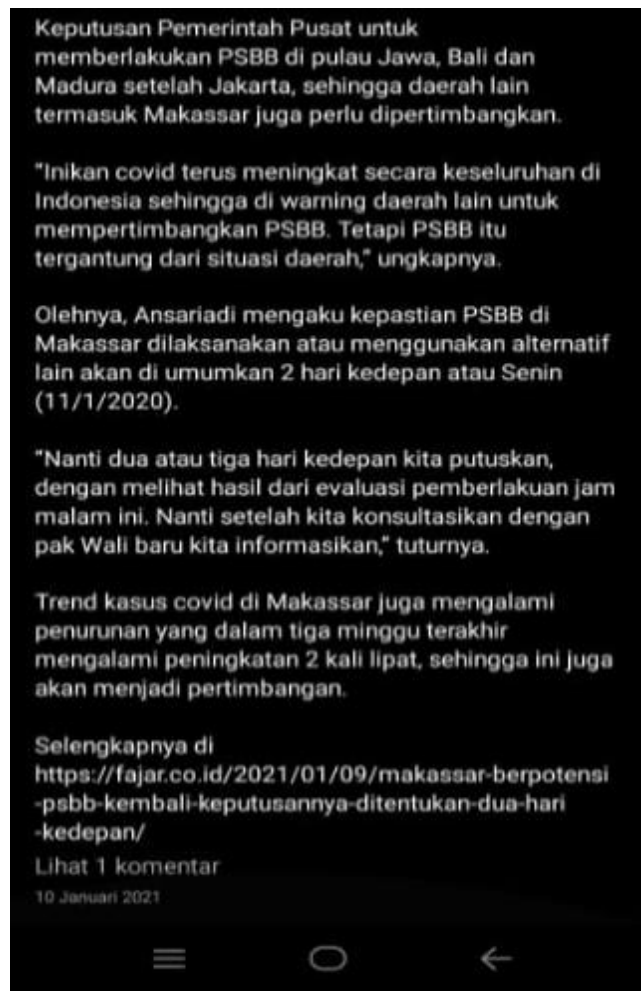 Keputusan Pemerintah Pusat untuk
memberlakukan PSBB di pulau Jawa, Bali dan
Madura setelah Jakarta, sehingga daerah lain
termasuk Makassar juga perlu dipertimbangkan.
"Inikan covid terus meningkat secara keseluruhan di
Indonesia sehingga di warning daerah lain untuk
mempertimbangkan PSBB. Tetapi PSBB itu
tergantung dari situasi daerah," ungkapnya.
Olehnya, Ansariadi mengaku kepastian PSBB di
Makassar dilaksanakan atau menggunakan alternatif
lain akan di umumkan 2 hari kedepan atau Senin
(11/1/2020).
"Nanti dua atau tiga hari kedepan kita putuskan,
dengan melihat hasil dari evaluasi pemberlakuan jam
malam ini. Nanti setelah kita konsultasikan dengan
pak Wali baru kita informasikan," tuturnya.
Trend kasus covid di Makassar juga mengalami
penurunan yang dalam tiga minggu terakhir
mengalami peningkatan 2 kali lipat, sehingga ini juga
akan menjadi pertimbangan.
Selengkapnya di
https://fajar.co.id/2021/01/09/makassar-berpotensi
-psbb-kembali-keputusannya-ditentukan-dua-hari
-kedepan/
Lihat 1 komentar
10 Januari 2021